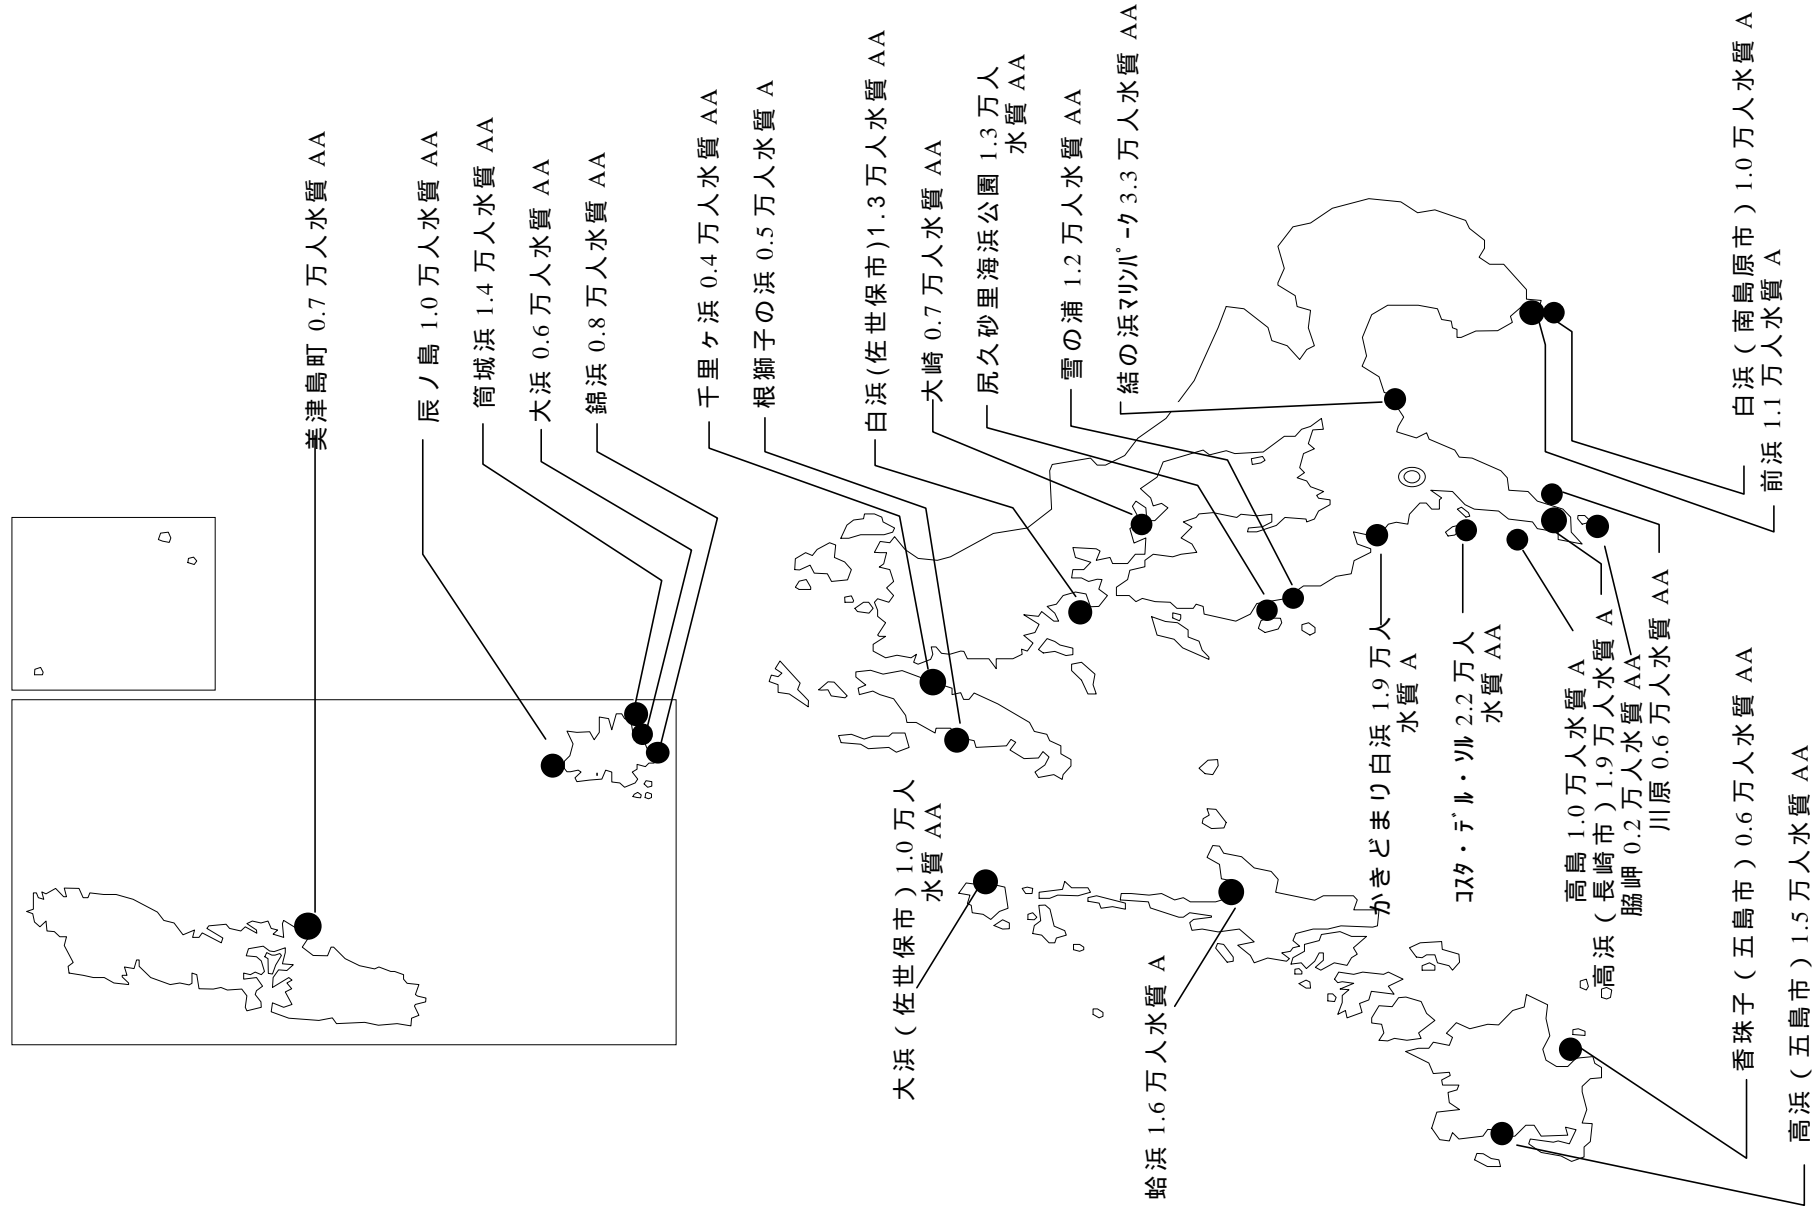 美津島町 0.7 万人水質 AA
辰ノ島 1.0 万人水質 AA
筒城浜 1.4 万人水質 AA
大浜 0.6 万人水質 AA
錦浜 0.8 万人水質 AA
千里ヶ浜 0.4 万人水質 AA
根獅子の浜 0.5 万人水質 A
白浜(佐世保市)1.3 万人水質 AA
大崎 0.7 万人水質 AA
尻久砂里海浜公園 1.3 万人
水質 AA
雪の浦 1.2 万人水質 AA
結の浜ﾏﾘﾝﾊﾟｰｸ 3.3 万人水質 AA
白浜（南島原市）1.0 万人水質 A
前浜 1.1 万人水質 A
大浜（佐世保市）1.0 万人
水質 AA
蛤浜 1.6 万人水質 A
かきどまり白浜 1.9 万人
水質 A
ｺｽﾀ・ﾃﾞﾙ・ｿﾙ 2.2 万人
水質 AA
高島 1.0 万人水質 A
高浜（長崎市）1.9 万人水質 A
脇岬 0.2 万人水質 AA
川原 0.6 万人水質 AA
香珠子（五島市）0.6 万人水質 AA
高浜（五島市）1.5 万人水質 AA